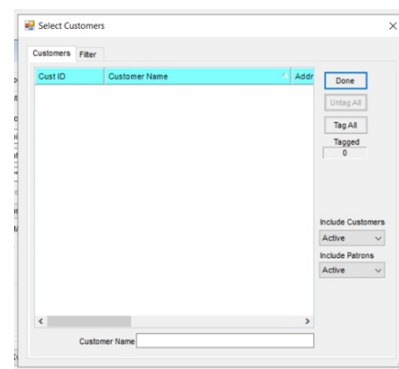 Select Customers
Customers Filter
Cust ID Customer Name Addr
Done
Untag All
Tag All
Tagged
0
Include Customers
Active
Include Patrons
Active
Customer Name